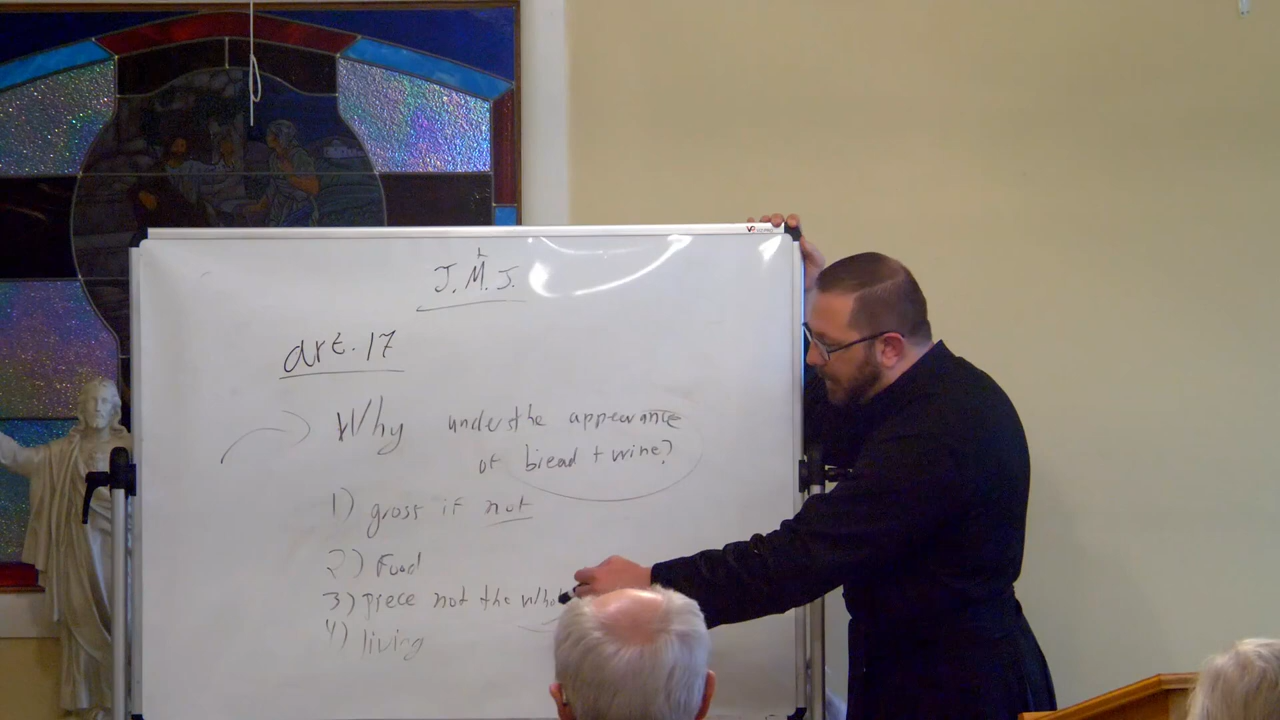 J.M.J.
art. 17
Why under the appearance
of bread + wine?
1) gross if not
2) Food
3) piece not the whol
4) living